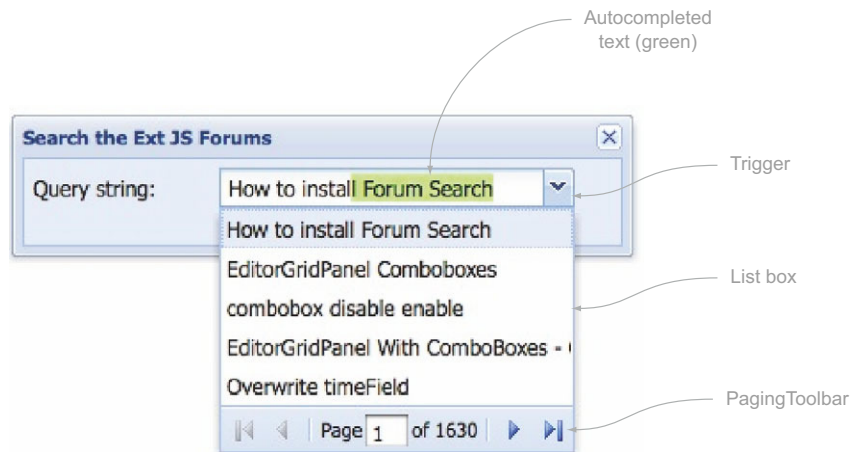 Autocompleted
text (green)
Search the Ext JS Forums
Query string:
How to install Forum Search
Trigger
How to install Forum Search
EditorGridPanel Comboboxes
List box
combobox disable enable
EditorGridPanel With ComboBoxes -
Overwrite timeField
Page 1 of 1630
PagingToolbar